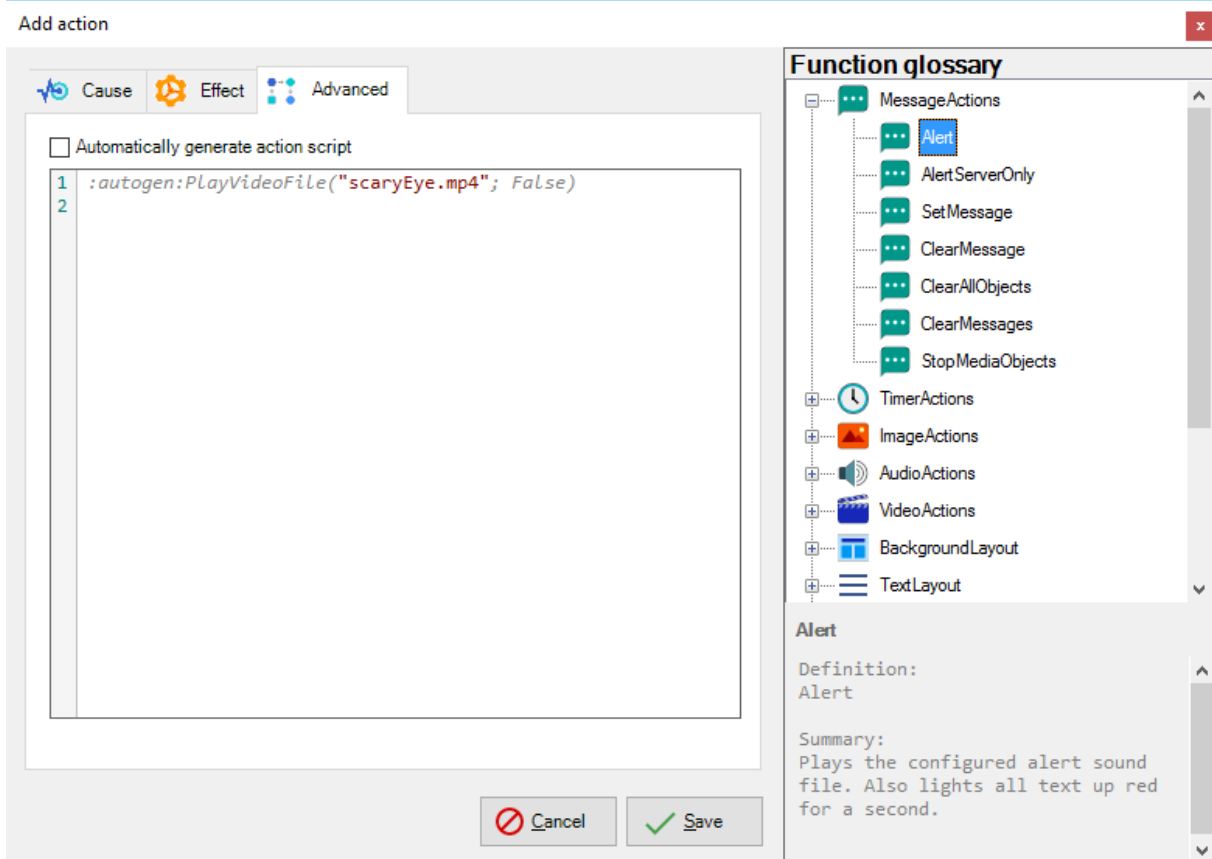 Add action
x
Cause
Effect
Advanced
Automatically generate action script
1 :autogen:PlayVideoFile("scaryEye.mp4"; False)
2
Cancel
Save
Function glossary
MessageActions
Alert
AlertServerOnly
SetMessage
ClearMessage
ClearAllObjects
ClearMessages
StopMediaObjects
TimerActions
ImageActions
AudioActions
VideoActions
BackgroundLayout
TextLayout
Alert
Definition:
Alert
Summary:
Plays the configured alert sound
file. Also lights all text up red
for a second.